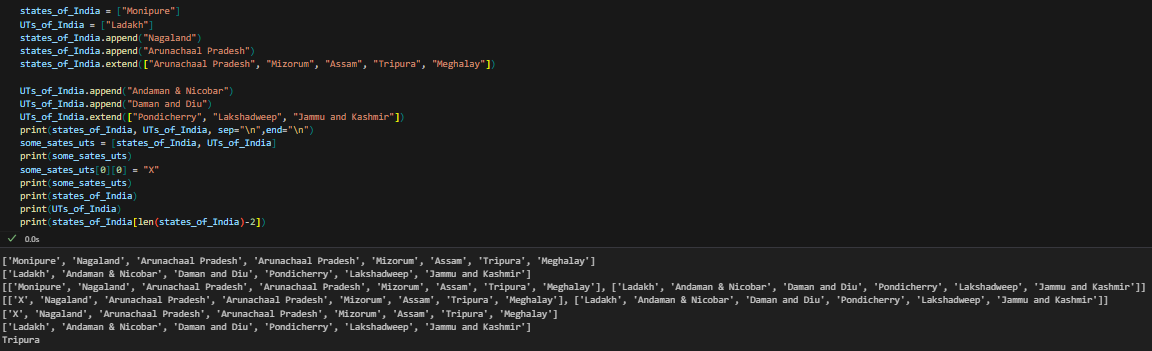 states_of_India = ["Monipure"]
UTs_of_India = ["Ladakh"]
states_of_India.append("Nagaland")
states_of_India.append("Arunachaal Pradesh")
states_of_India.extend(["Arunachaal Pradesh", "Mizorum", "Assam", "Tripura", "Meghalay"])

UTs_of_India.append("Andaman & Nicobar")
UTs_of_India.append("Daman and Diu")
UTs_of_India.extend(["Pondicherry", "Lakshadweep", "Jammu and Kashmir"])
print(states_of_India, UTs_of_India, sep="\n",end="\n")
some_sates_uts = [states_of_India, UTs_of_India]
print(some_sates_uts)
some_sates_uts[0][0] = "X"
print(some_sates_uts)
print(states_of_India)
print(UTs_of_India)
print(states_of_India[len(states_of_India)-2])
0.0s
['Monipure', 'Nagaland', 'Arunachaal Pradesh', 'Arunachaal Pradesh', 'Mizorum', 'Assam', 'Tripura', 'Meghalay']
['Ladakh', 'Andaman & Nicobar', 'Daman and Diu', 'Pondicherry', 'Lakshadweep', 'Jammu and Kashmir']
[['Monipure', 'Nagaland', 'Arunachaal Pradesh', 'Arunachaal Pradesh', 'Mizorum', 'Assam', 'Tripura', 'Meghalay'], ['Ladakh', 'Andaman & Nicobar', 'Daman and Diu', 'Pondicherry', 'Lakshadweep', 'Jammu and Kashmir']]
[['X', 'Nagaland', 'Arunachaal Pradesh', 'Arunachaal Pradesh', 'Mizorum', 'Assam', 'Tripura', 'Meghalay'], ['Ladakh', 'Andaman & Nicobar', 'Daman and Diu', 'Pondicherry', 'Lakshadweep', 'Jammu and Kashmir']]
['X', 'Nagaland', 'Arunachaal Pradesh', 'Arunachaal Pradesh', 'Mizorum', 'Assam', 'Tripura', 'Meghalay']
['Ladakh', 'Andaman & Nicobar', 'Daman and Diu', 'Pondicherry', 'Lakshadweep', 'Jammu and Kashmir']
Tripura